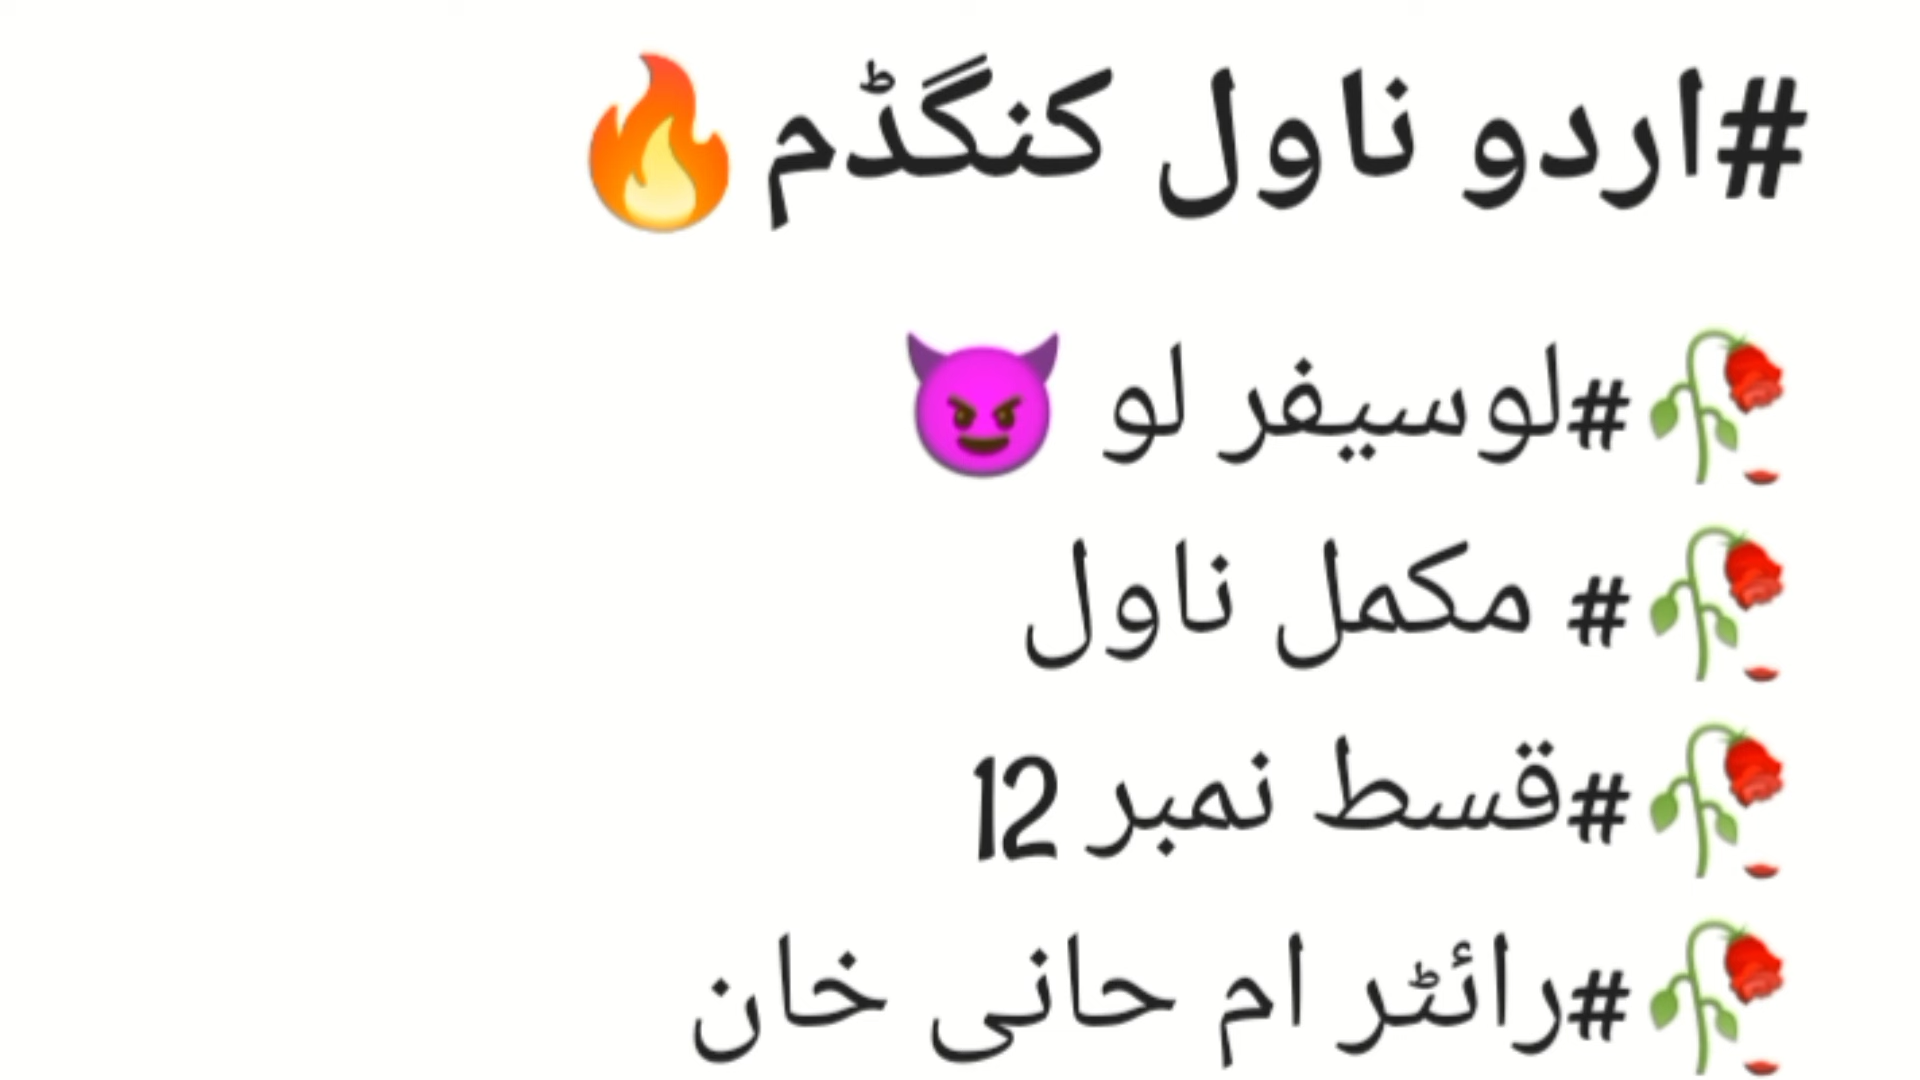 #اردو ناول کنگڈم🔥
🥀#لوسیفر لو 😈
🥀# مکمل ناول
🥀#قسط نمبر 12
🥀#رائٹر ام حانی خان